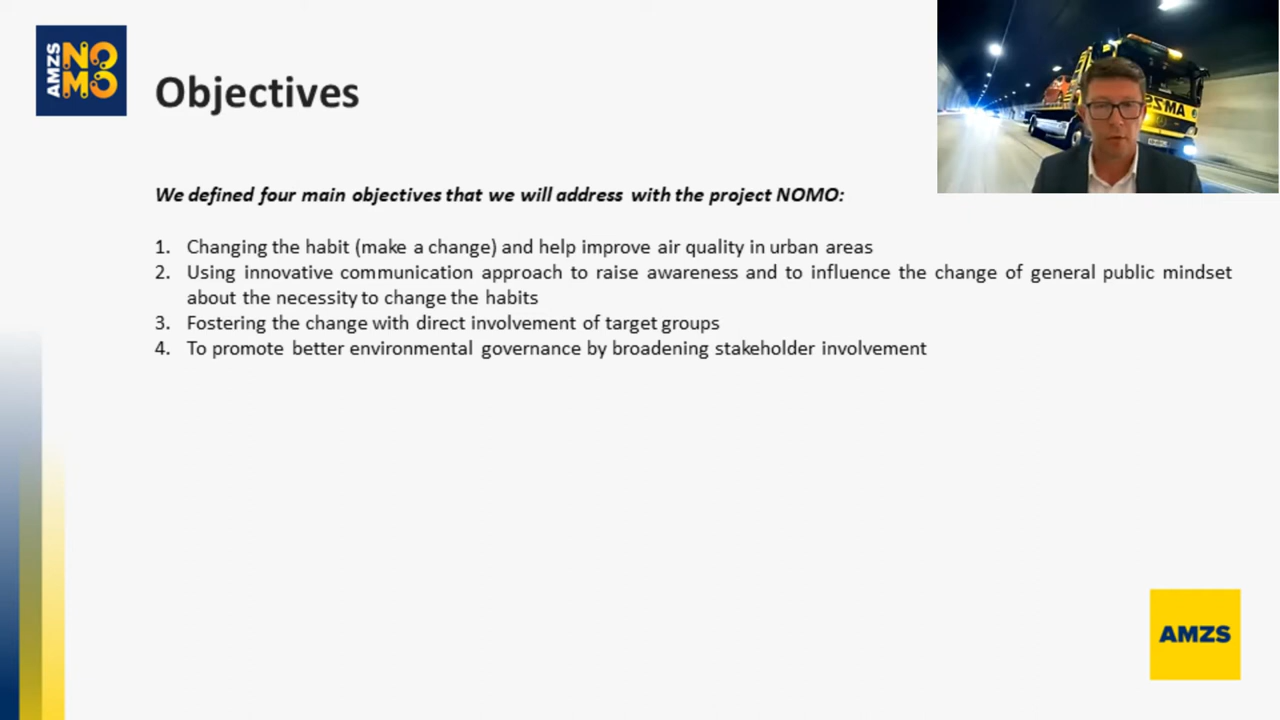 AMZS
NO
MO
Objectives
We defined four main objectives that we will address with the project NOMO:
1. Changing the habit (make a change) and help improve air quality in urban areas
2. Using innovative communication approach to raise awareness and to influence the change of general public mindset
about the necessity to change the habits
3. Fostering the change with direct involvement of target groups
4. To promote better environmental governance by broadening stakeholder involvement
AMZS